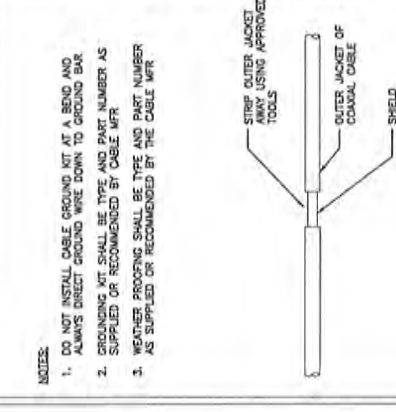 NOTES:
1. DO NOT INSTALL CABLE GROUND KIT AT A BEND AND
ALWAYS DIRECT GROUND WIRE DOWN TO GROUND BAR
2. GROUNDING KIT SHALL BE TYPE AND PART NUMBER AS
SUPPLIED OR RECOMMENDED BY CABLE MFR
3. WEATHER PROOFING SHALL BE TYPE AND PART NUMBER
AS SUPPLIED OR RECOMMENDED BY THE CABLE MFR
STRIP OUTER JACKET
AWAY USING APPROVED
TOOLS
OUTER JACKET OF
COAXIAL CABLE
SHIELD